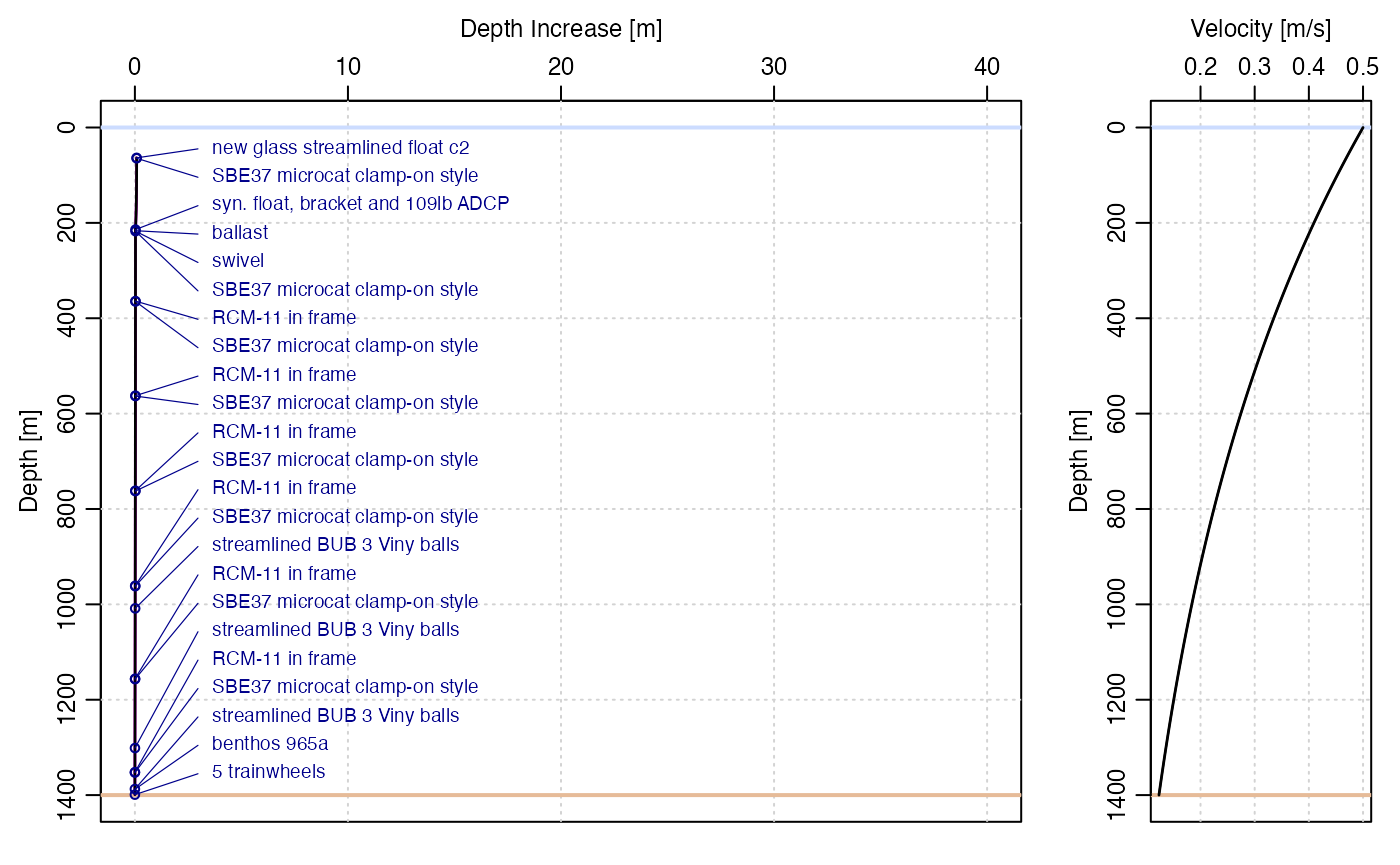 Depth Increase [m]
0 10 20 30 40
Depth [m]
0
200
400
600
800
1000
1200
1400
new glass streamlined float c2
SBE37 microcat clamp-on style
syn. float, bracket and 109lb ADCP
ballast
swivel
SBE37 microcat clamp-on style
RCM-11 in frame
SBE37 microcat clamp-on style
RCM-11 in frame
SBE37 microcat clamp-on style
RCM-11 in frame
SBE37 microcat clamp-on style
RCM-11 in frame
SBE37 microcat clamp-on style
streamlined BUB 3 Viny balls
RCM-11 in frame
SBE37 microcat clamp-on style
streamlined BUB 3 Viny balls
RCM-11 in frame
SBE37 microcat clamp-on style
streamlined BUB 3 Viny balls
benthos 965a
5 trainwheels
Velocity [m/s]
0.2 0.3 0.4 0.5
Depth [m]
0
200
400
600
800
1000
1200
1400